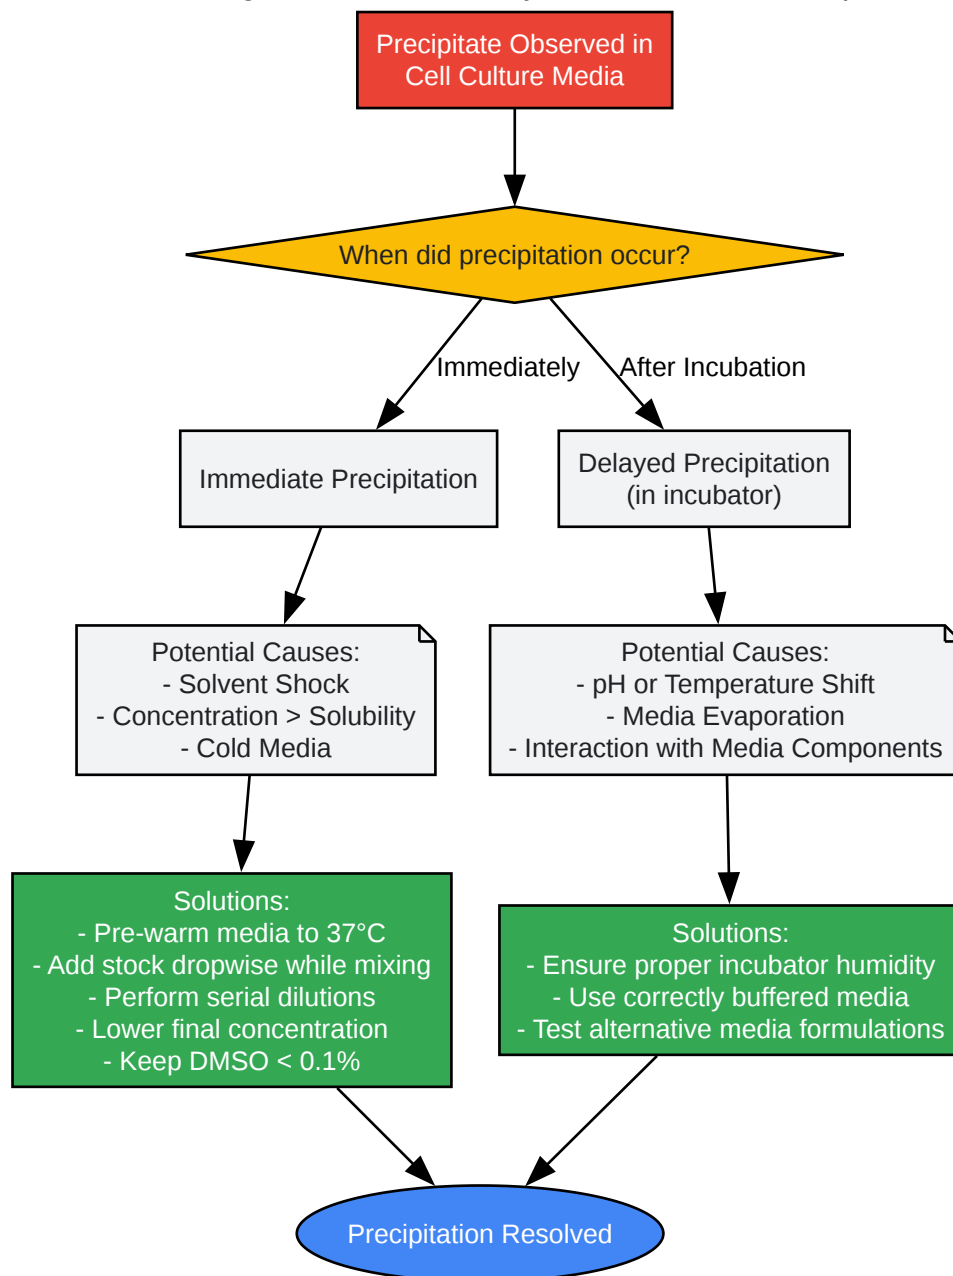 Precipitate Observed in
Cell Culture Media
When did precipitation occur?
Immediately
After Incubation
Immediate Precipitation
Delayed Precipitation
(in incubator)
Potential Causes:
- Solvent Shock
- Concentration > Solubility
- Cold Media
Potential Causes:
- pH or Temperature Shift
- Media Evaporation
- Interaction with Media Components
Solutions:
- Pre-warm media to 37°C
- Add stock dropwise while mixing
- Perform serial dilutions
- Lower final concentration
- Keep DMSO < 0.1%
Solutions:
- Ensure proper incubator humidity
- Use correctly buffered media
- Test alternative media formulations
Precipitation Resolved